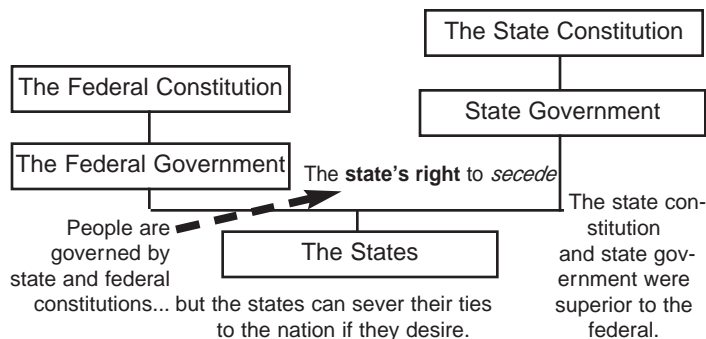 The State Constitution
The Federal Constitution
State Government
The Federal Government
The state's right to secede
People are
governed by
state and federal
constitutions... but the states can sever their ties
to the nation if they desire.
The States
The state con-
stitution
and state gov-
ernment were
superior to the
federal.